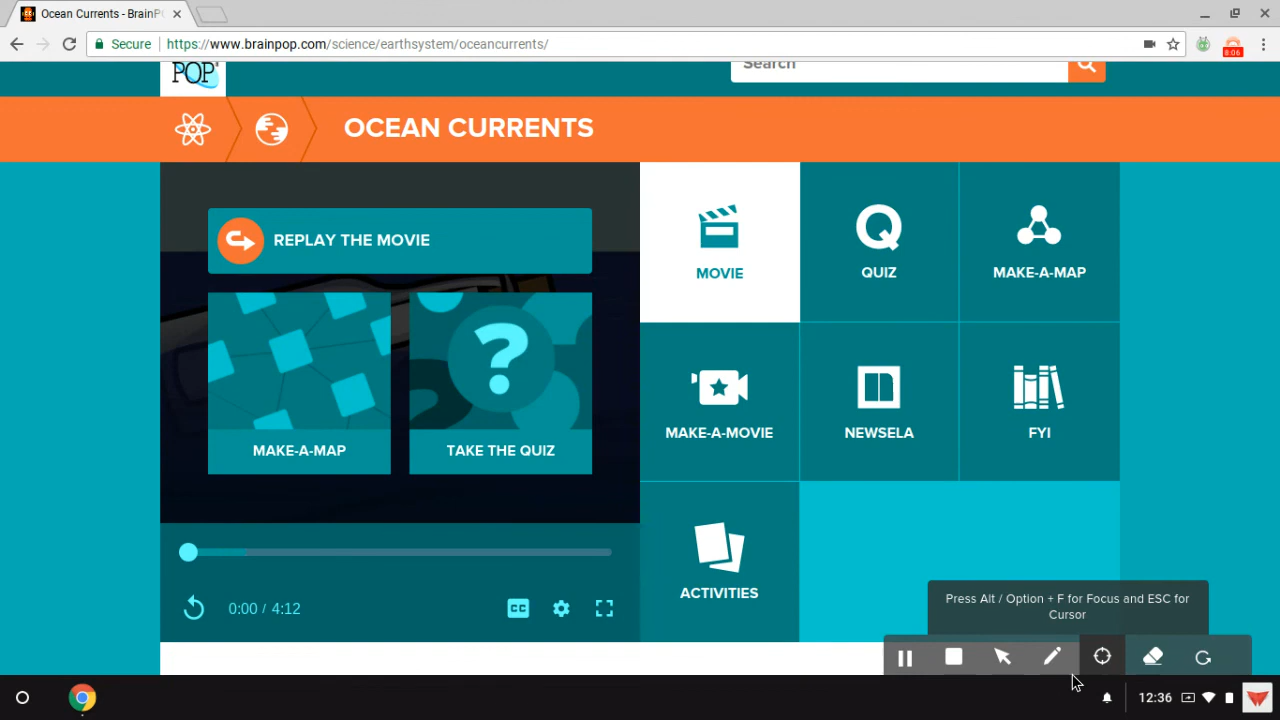 Ocean Currents - BrainP
Secure https://www.brainpop.com/science/earthsystem/oceancurrents/
8:06
POP
Search
OCEAN CURRENTS
REPLAY THE MOVIE
MOVIE
QUIZ
MAKE-A-MAP
MAKE-A-MAP
TAKE THE QUIZ
MAKE-A-MOVIE
NEWSELA
FYI
0:00 / 4:12
CC
ACTIVITIES
Press Alt / Option + F for Focus and ESC for
Cursor
12:36